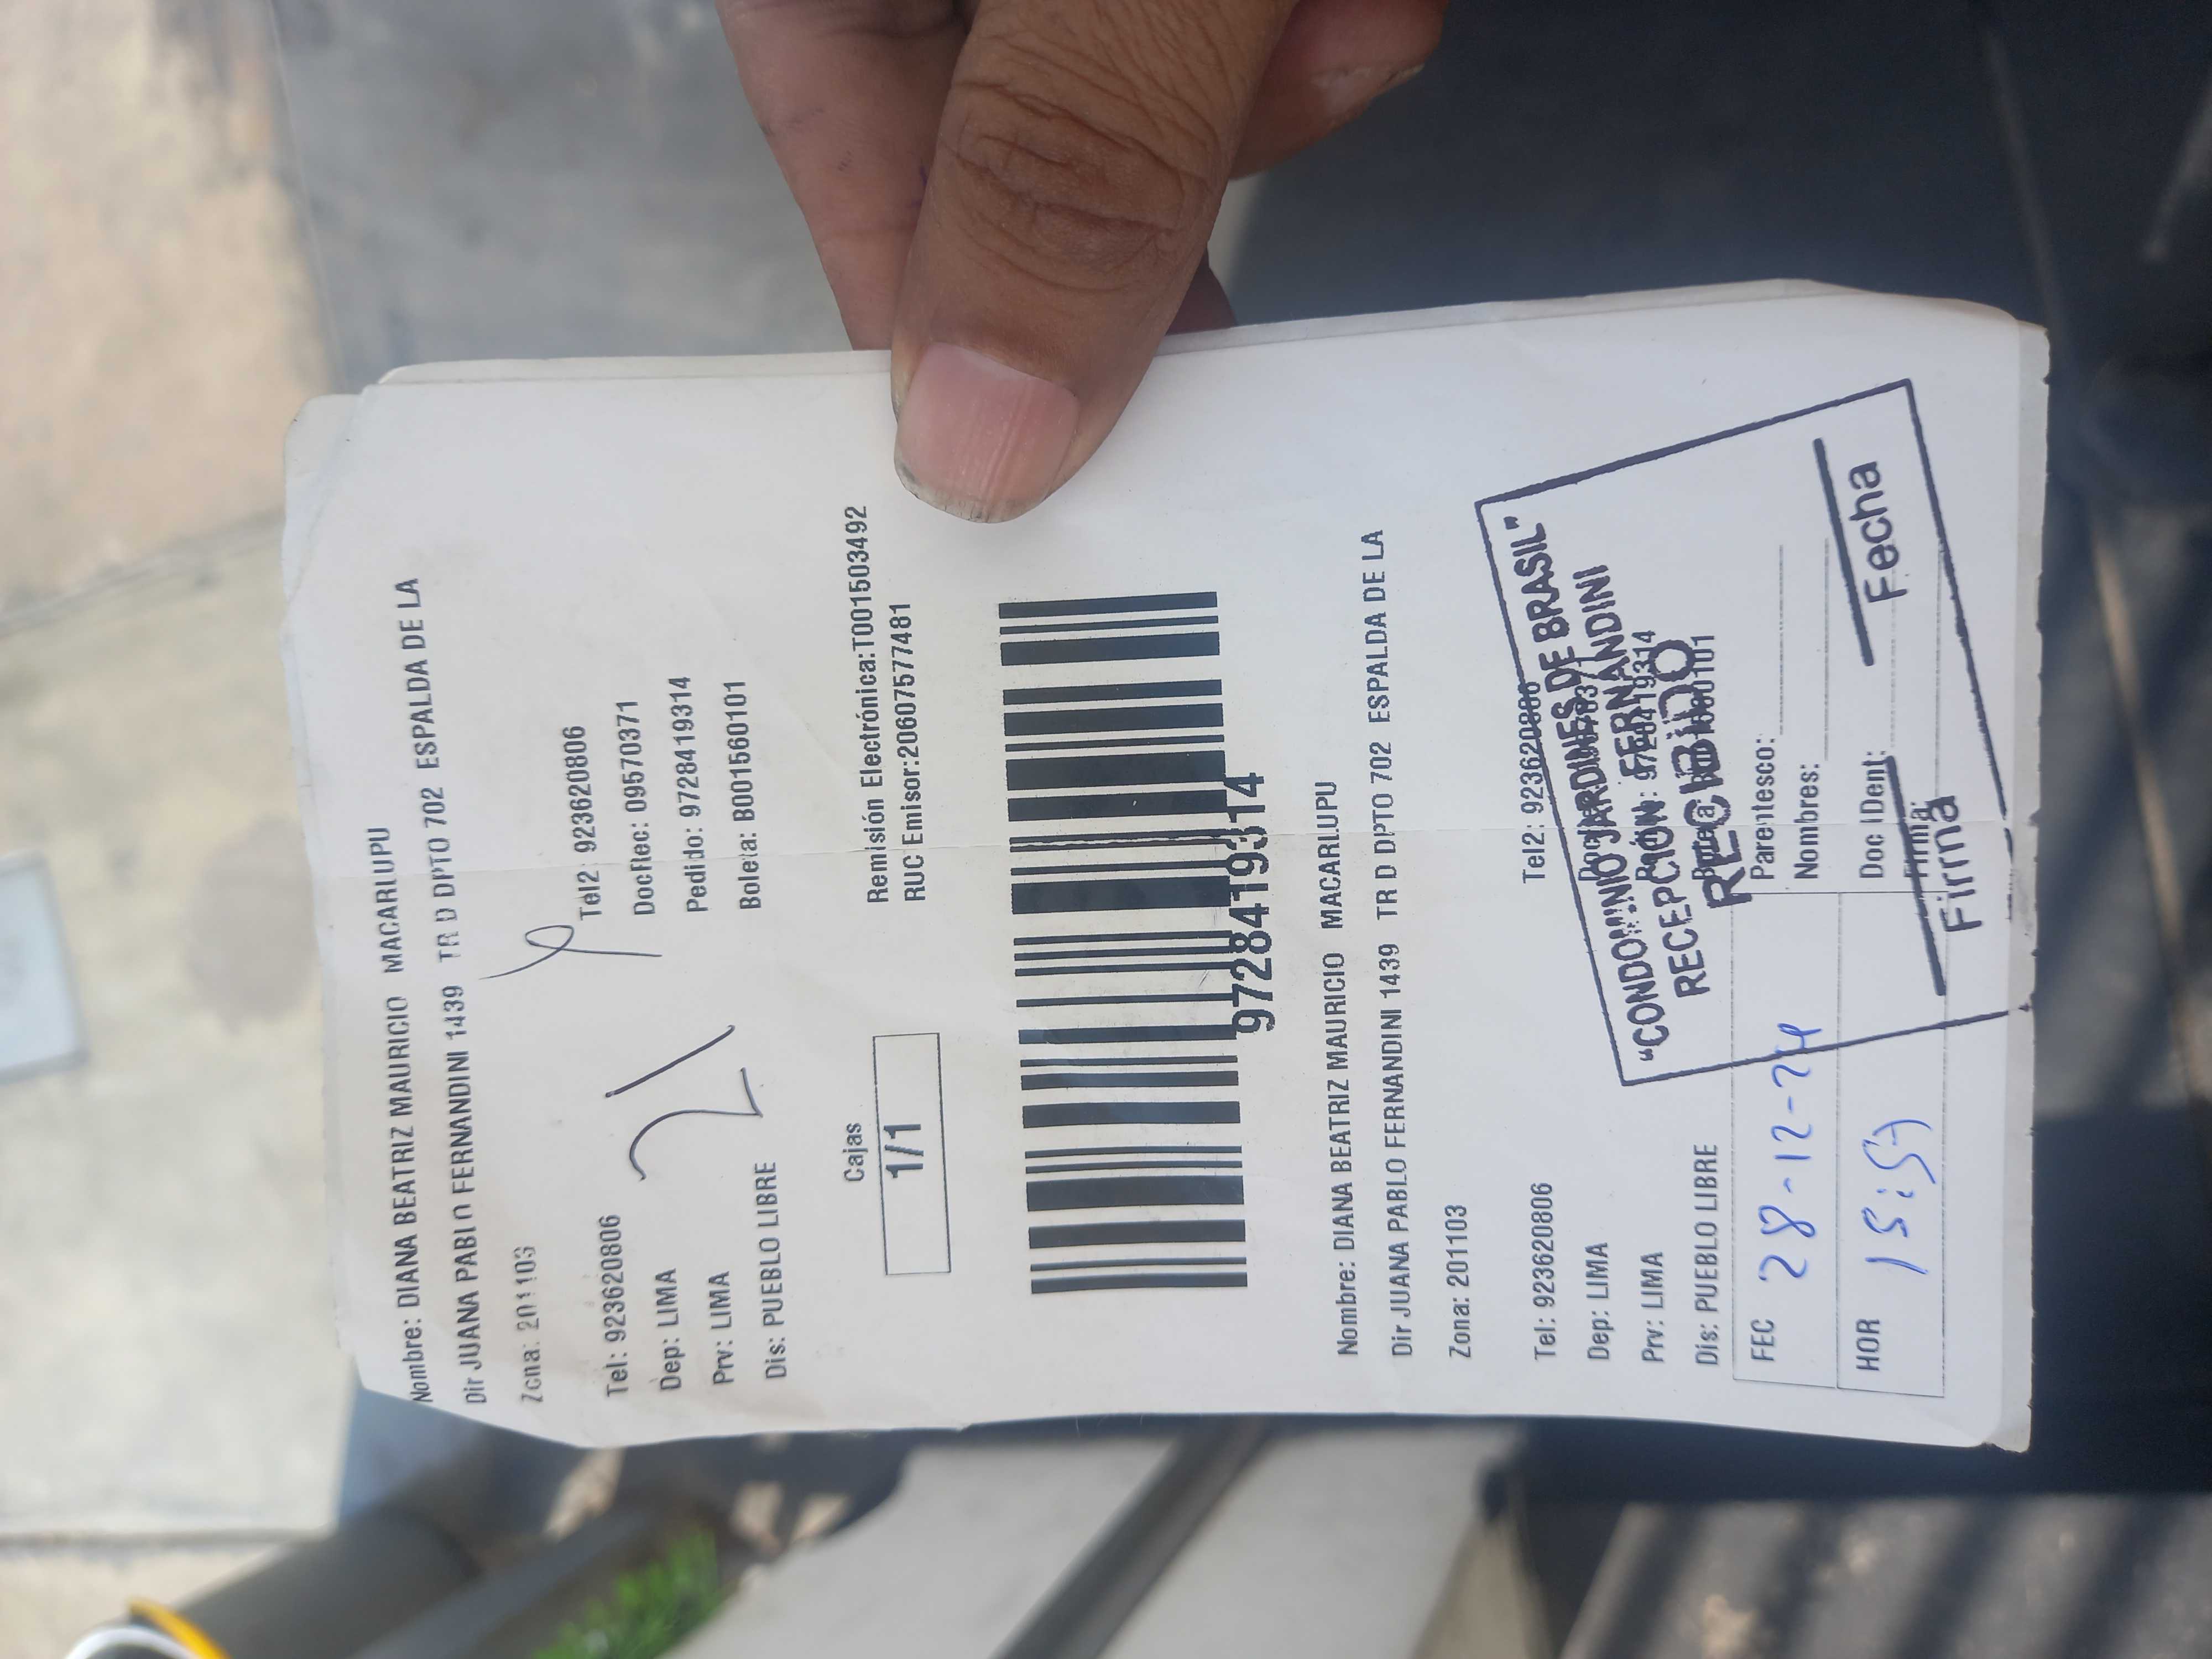 Nombre: DIANA BEATRIZ MAURICIO MACARLUPU
Dir JUANA PABLO FERNANDINI 1439 TR D DPTO 702 ESPALDA DE LA
Zona: 201103
Tel: 923620806 Tel2: 923620806
Dep: LIMA DocRec: 09570371
Prv: LIMA Pedido: 9728419314
Dis: PUEBLO LIBRE Boleta: B001560101
21
Cajas Remisión Electrónica:T001503492
1/1 RUC Emisor:20607577481
9728419314
Nombre: DIANA BEATRIZ MAURICIO MACARLUPU
Dir JUANA PABLO FERNANDINI 1439 TR D DPTO 702 ESPALDA DE LA
Zona: 201103
Tel: 923620806 Tel2: 923620806
Dep: LIMA
Prv: LIMA
Dis: PUEBLO LIBRE
"CONDOMINIO JARDINES DE BRASIL"
RECEPCIÓN FERNANDINI
RECIBIDO
FEC 28-12-24 Parentesco:
Nombres:
HOR 15:57 Doc IDent:
Firma:
Firma Fecha